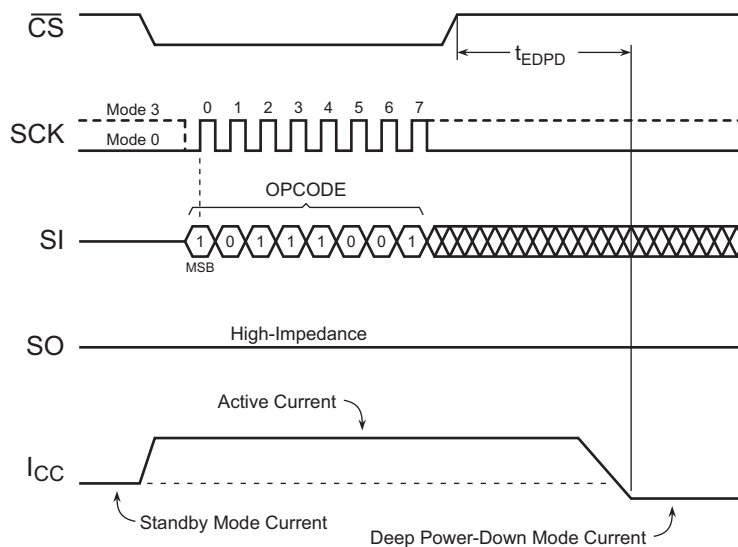 CS
tEDPD
SCK
Mode 3
Mode 0
0 1 2 3 4 5 6 7
OPCODE
SI
1 0 1 1 1 0 0 1
MSB
SO
High-Impedance
Active Current
ICC
Standby Mode Current
Deep Power-Down Mode Current